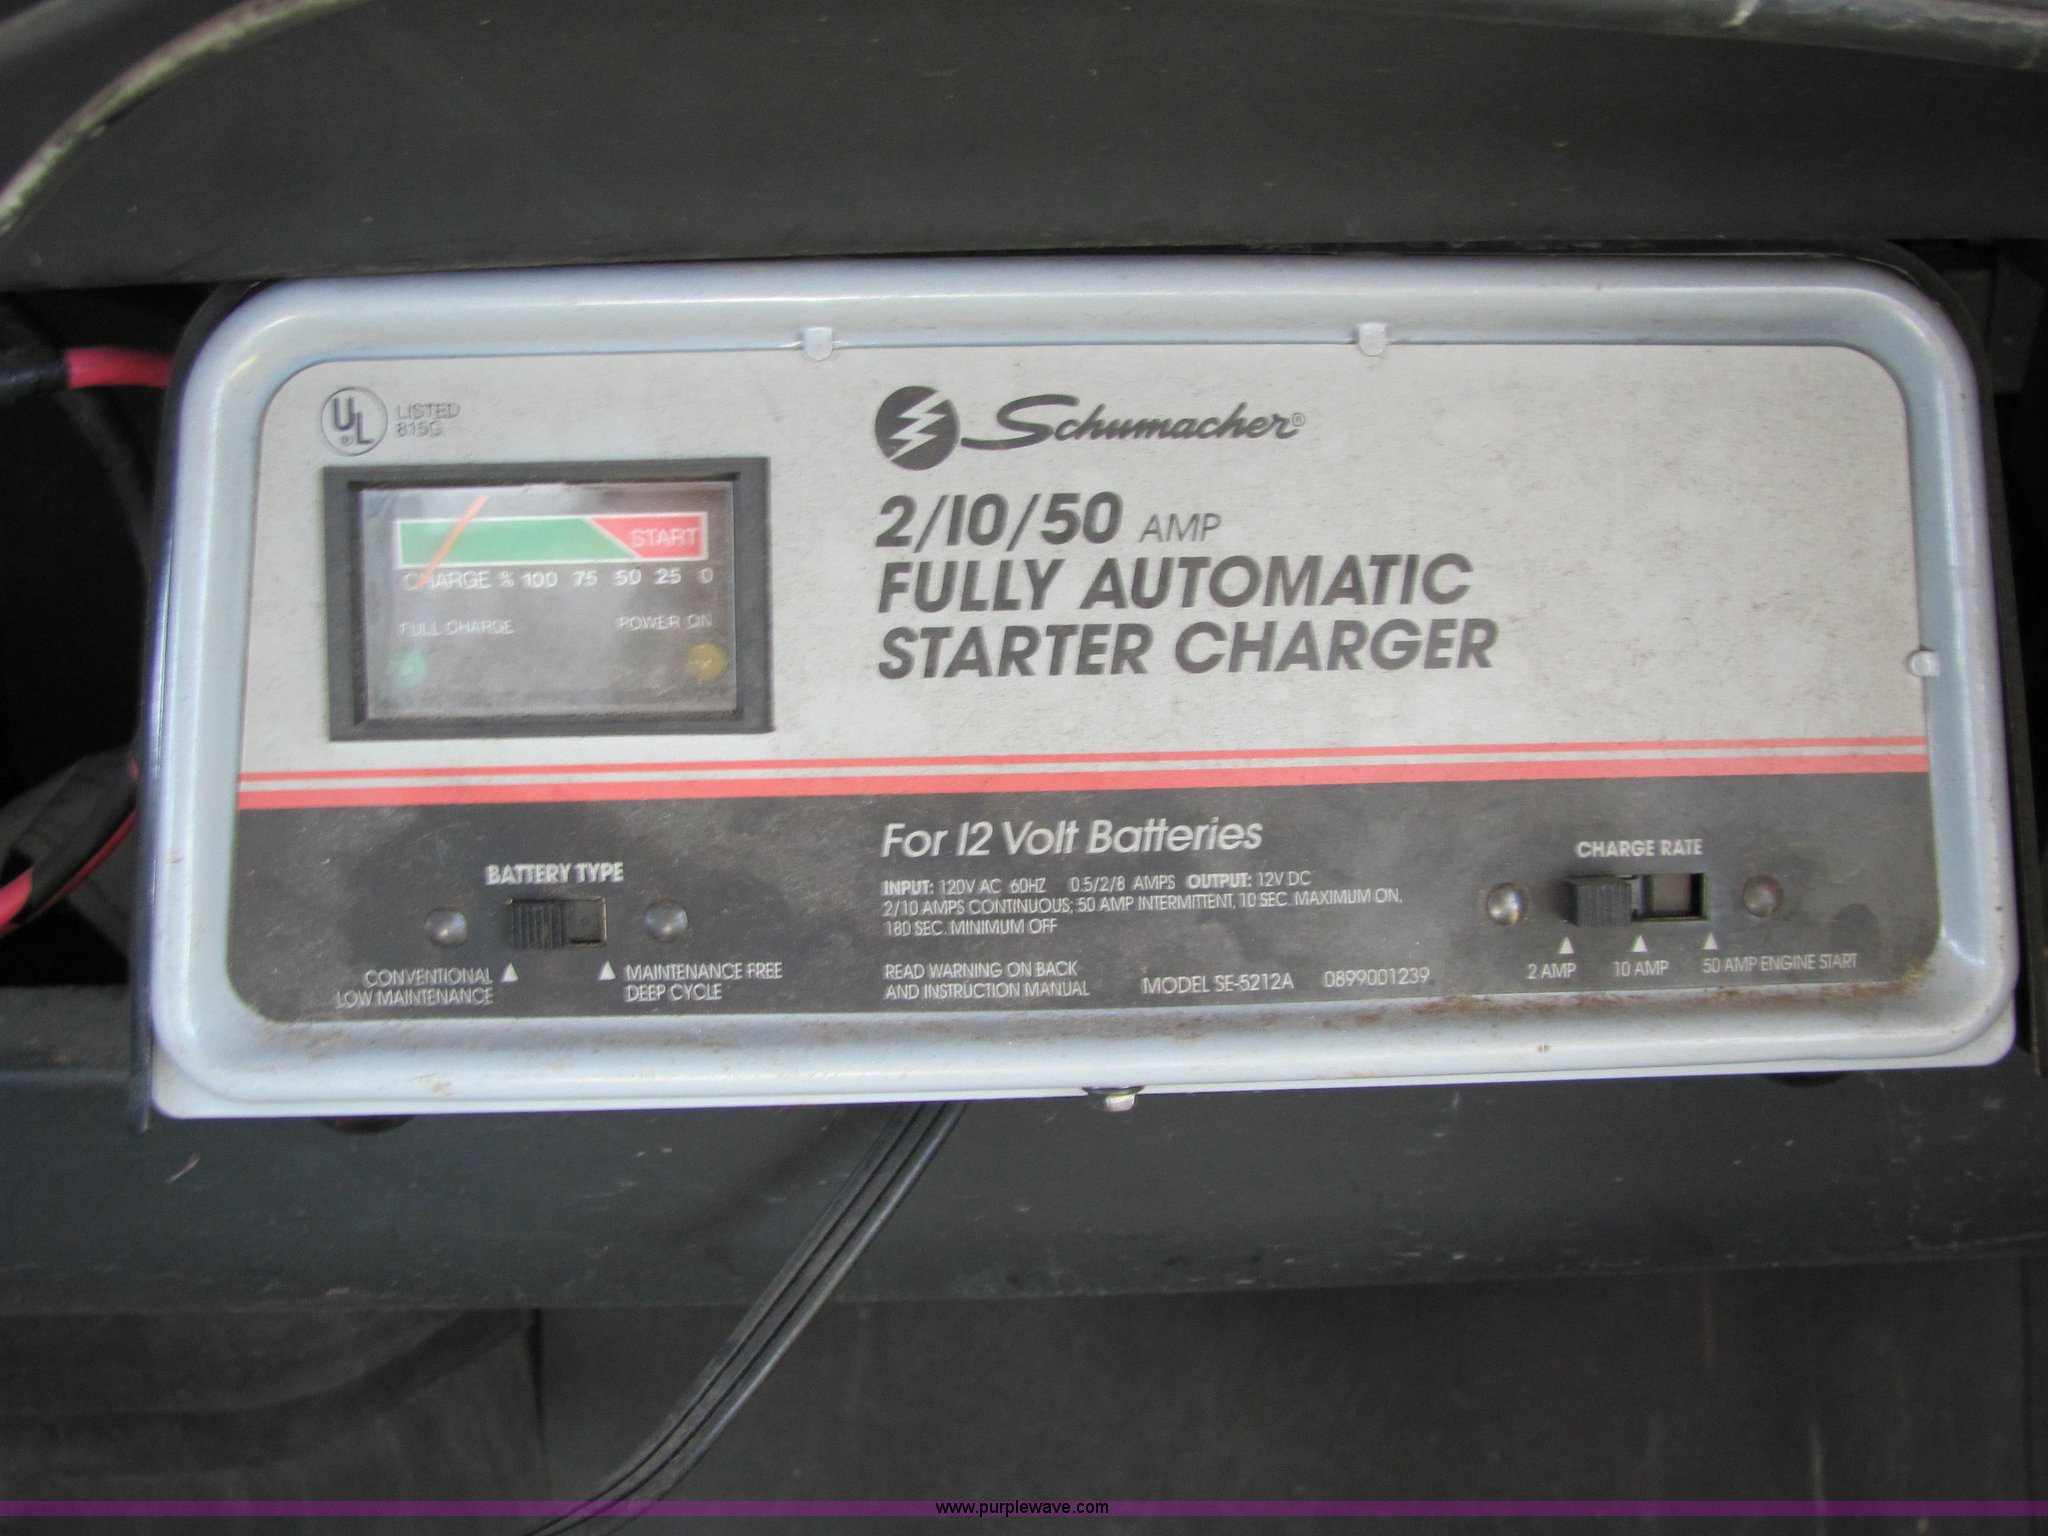 UL
®
LISTED
815G
Schumacher®
START
CHARGE % 100 75 50 25 0
FULL CHARGE
POWER ON
2/10/50 AMP
FULLY AUTOMATIC
STARTER CHARGER
For 12 Volt Batteries
BATTERY TYPE
CONVENTIONAL
LOW MAINTENANCE
MAINTENANCE FREE
DEEP CYCLE
INPUT: 120V AC 60HZ 0.5/2/8 AMPS OUTPUT: 12V DC
2/10 AMPS CONTINUOUS; 50 AMP INTERMITTENT, 10 SEC. MAXIMUM ON,
180 SEC. MINIMUM OFF
READ WARNING ON BACK
AND INSTRUCTION MANUAL
MODEL SE-5212A 0899001239
CHARGE RATE
2 AMP 10 AMP 50 AMP ENGINE START
www.purplewave.com